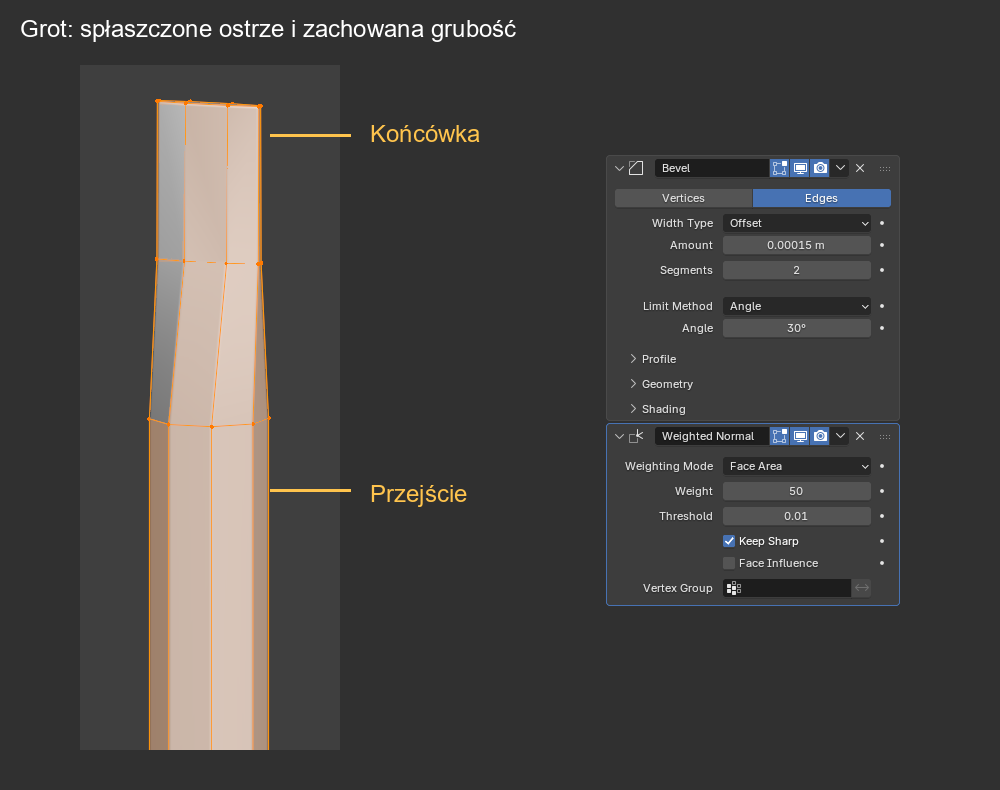 Grot: spłaszczone ostrze i zachowana grubość
Końcówka
Przejście
Bevel
Vertices Edges
Width Type Offset
Amount 0.00015 m
Segments 2
Limit Method Angle
Angle 30°
Profile
Geometry
Shading
Weighted Normal
Weighting Mode Face Area
Weight 50
Threshold 0.01
Keep Sharp
Face Influence
Vertex Group